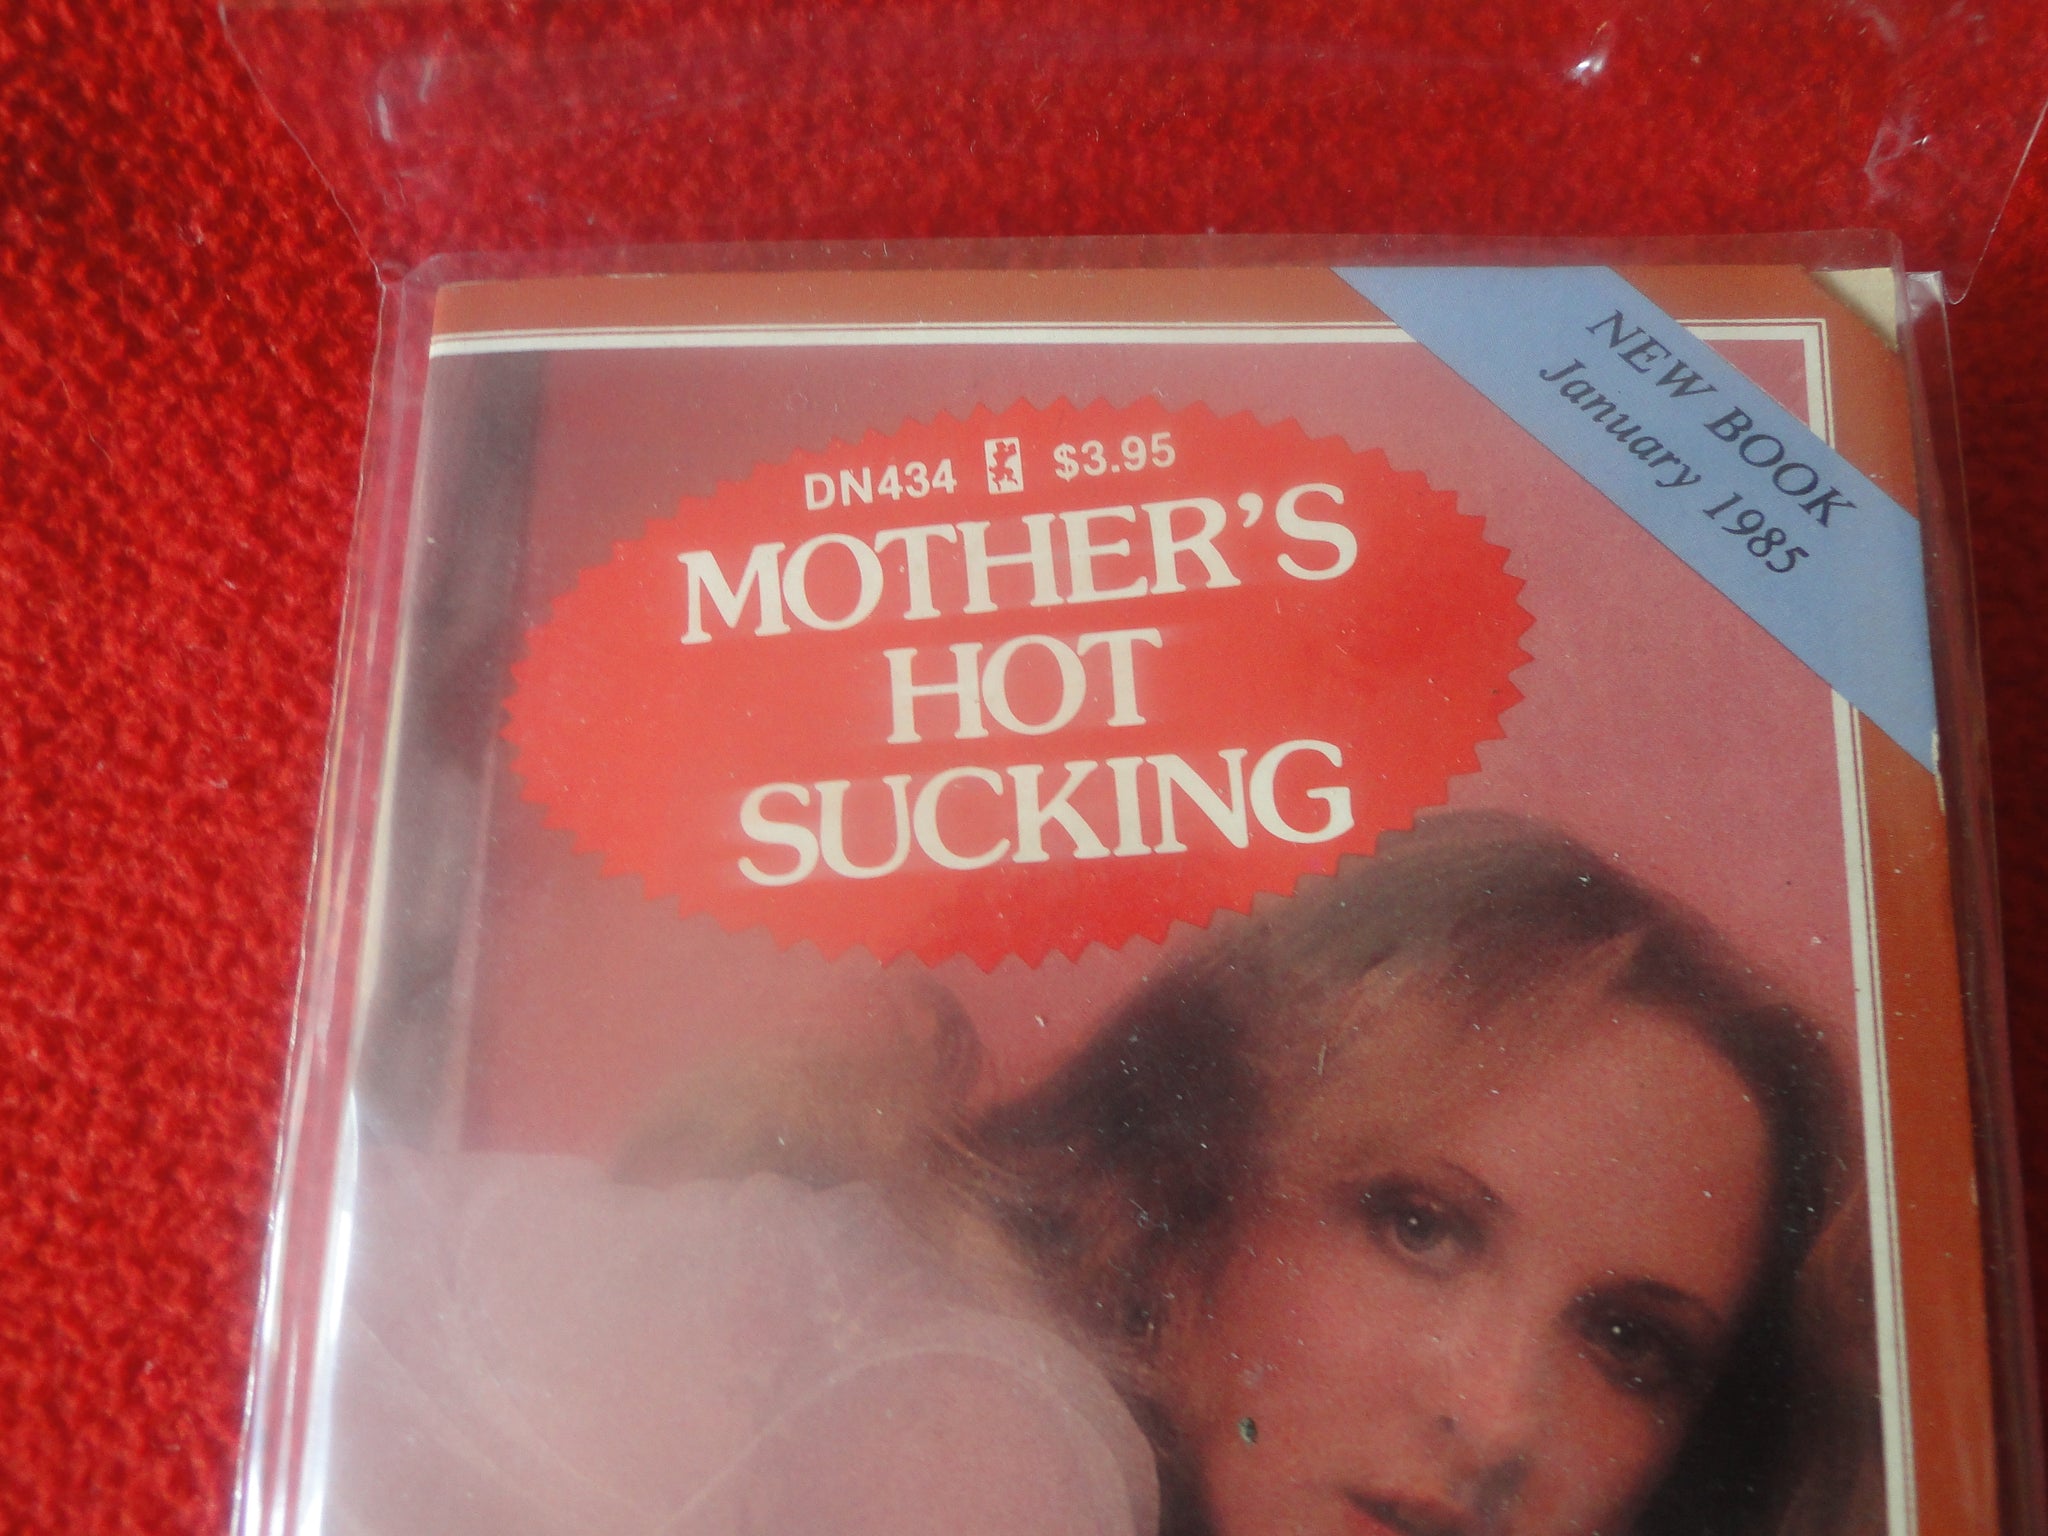 NEW BOOK
January 1985
DN434 $3.95
MOTHER'S
HOT
SUCKING